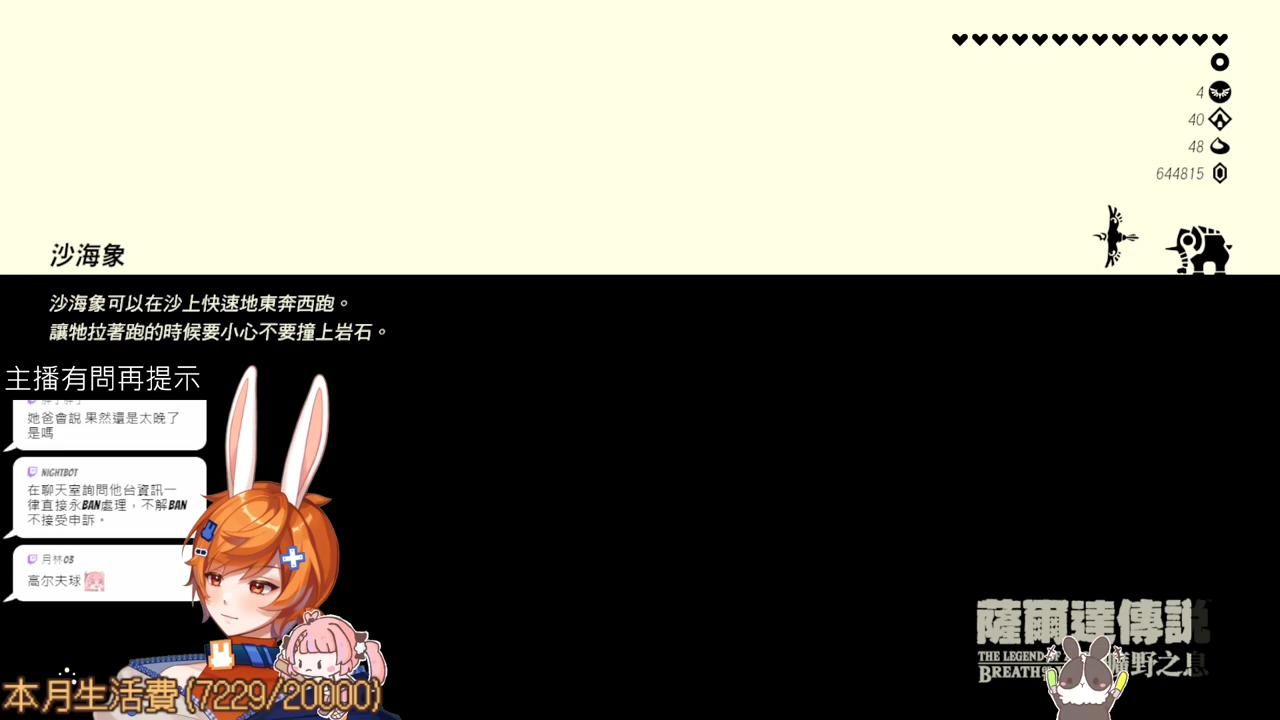 4
40
48
644815
沙海象
沙海象可以在沙上快速地東奔西跑。
讓牠拉著跑的時候要小心不要撞上岩石。
主播有問再提示
她爸會說 果然還是太晚了
是嗎
NIGHTBOT
在聊天室詢問他台資訊一
律直接永BAN處理，不解BAN
不接受申訴。
月林03
高尔夫球
薩爾達傳說
THE LEGEND OF
BREATH
曠野之息
本月生活費 (7229/20000)